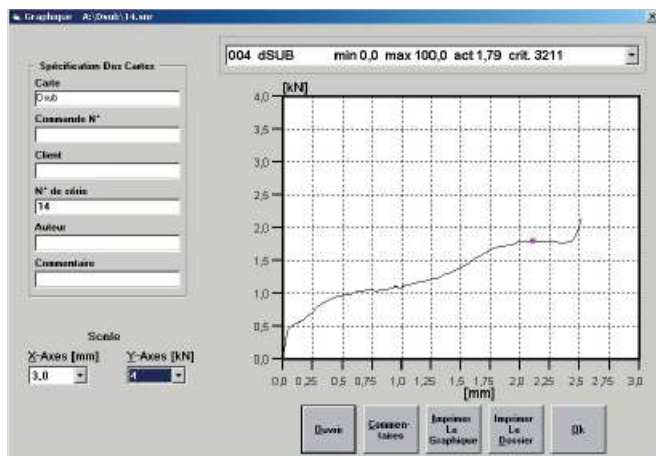 Graphique A:\Dsub\14.snr
Spécification Des Cartes
Carte
Dsub
Commande N°
Client
N° de série
14
Auteur
Commentaire
Scale
X-Axes [mm] Y-Axes [kN]
3.0 4
004 dSUB min 0,0 max 100,0 act 1,79 crit. 3211
[kN]
4,0
3,5
3,0
2,5
2,0
1,5
1,0
0,5
0,0
0,0 0,25 0,5 0,75 1,0 1,25 1,5 1,75 2,0 2,25 2,5 2,75 3,0
[mm]
Ouvrir
Commen-
taires
Imprimer
Le
Graphique
Imprimer
Le
Dossier
Ok